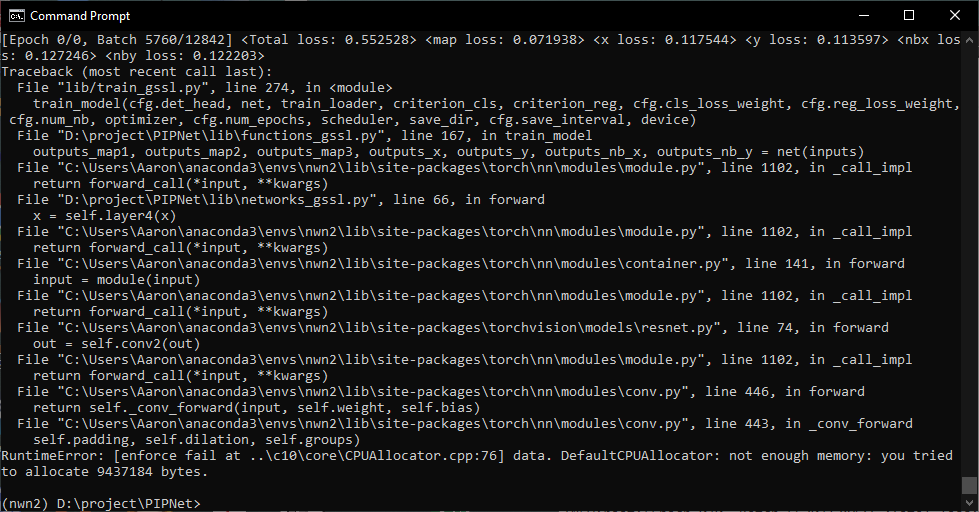 Command Prompt
[Epoch 0/0, Batch 5760/12842] <Total loss: 0.552528> <map loss: 0.071938> <x loss: 0.117544> <y loss: 0.113597> <nbx los
s: 0.127246> <nby loss: 0.122203>
Traceback (most recent call last):
  File "lib/train_gssl.py", line 274, in <module>
    train_model(cfg.det_head, net, train_loader, criterion_cls, criterion_reg, cfg.cls_loss_weight, cfg.reg_loss_weight,
 cfg.num_nb, optimizer, cfg.num_epochs, scheduler, save_dir, cfg.save_interval, device)
  File "D:\project\PIPNet\lib\functions_gssl.py", line 167, in train_model
    outputs_map1, outputs_map2, outputs_map3, outputs_x, outputs_y, outputs_nb_x, outputs_nb_y = net(inputs)
  File "C:\Users\Aaron\anaconda3\envs\nwn2\lib\site-packages\torch\nn\modules\module.py", line 1102, in _call_impl
    return forward_call(*input, **kwargs)
  File "D:\project\PIPNet\lib\networks_gssl.py", line 66, in forward
    x = self.layer4(x)
  File "C:\Users\Aaron\anaconda3\envs\nwn2\lib\site-packages\torch\nn\modules\module.py", line 1102, in _call_impl
    return forward_call(*input, **kwargs)
  File "C:\Users\Aaron\anaconda3\envs\nwn2\lib\site-packages\torch\nn\modules\container.py", line 141, in forward
    input = module(input)
  File "C:\Users\Aaron\anaconda3\envs\nwn2\lib\site-packages\torch\nn\modules\module.py", line 1102, in _call_impl
    return forward_call(*input, **kwargs)
  File "C:\Users\Aaron\anaconda3\envs\nwn2\lib\site-packages\torchvision\models\resnet.py", line 74, in forward
    out = self.conv2(out)
  File "C:\Users\Aaron\anaconda3\envs\nwn2\lib\site-packages\torch\nn\modules\module.py", line 1102, in _call_impl
    return forward_call(*input, **kwargs)
  File "C:\Users\Aaron\anaconda3\envs\nwn2\lib\site-packages\torch\nn\modules\conv.py", line 446, in forward
    return self._conv_forward(input, self.weight, self.bias)
  File "C:\Users\Aaron\anaconda3\envs\nwn2\lib\site-packages\torch\nn\modules\conv.py", line 443, in _conv_forward
    self.padding, self.dilation, self.groups)
RuntimeError: [enforce fail at ..\c10\core\CPUAllocator.cpp:76] data. DefaultCPUAllocator: not enough memory: you tried
to allocate 9437184 bytes.
(nwn2) D:\project\PIPNet>